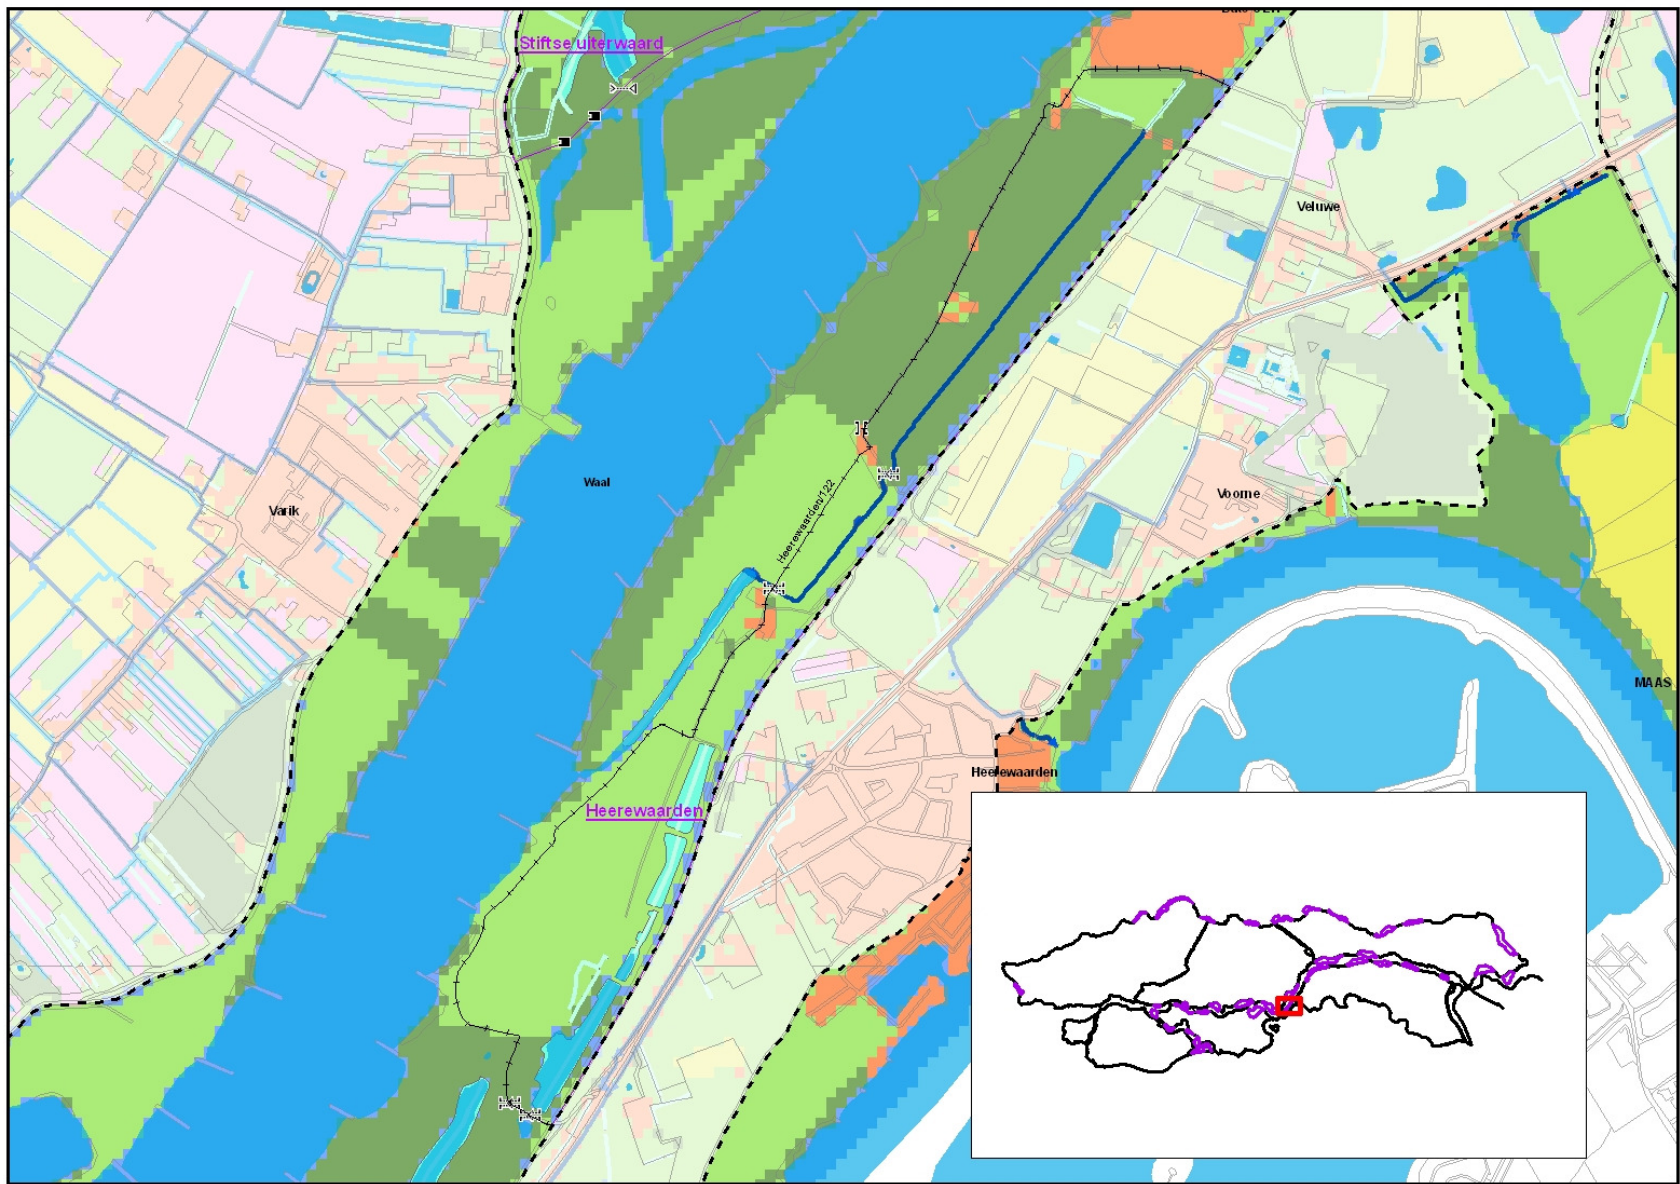 Stiftse uiterwaard
Veluwe
Waal
Voorne
Varik
Heerewaarden/122
MAAS
Heerewaarden
Heerewaarden